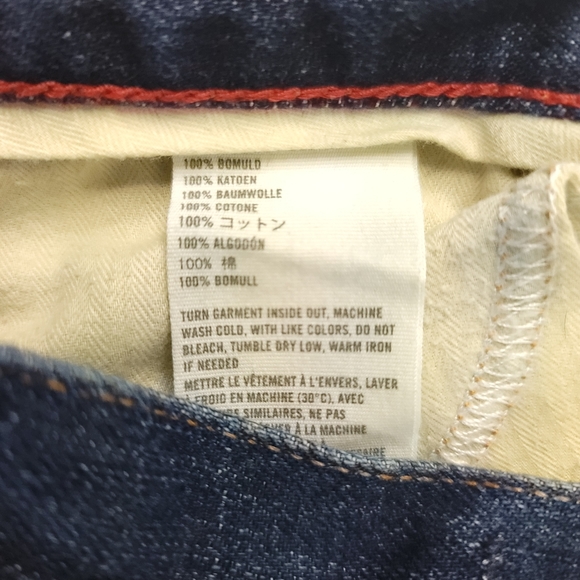 100% BOMULD
100% KATOEN
100% BAUMWOLLE
100% COTONE
100% コットン
100% ALGODÓN
100% 棉
100% BOMULL
TURN GARMENT INSIDE OUT, MACHINE
WASH COLD, WITH LIKE COLORS, DO NOT
BLEACH, TUMBLE DRY LOW, WARM IRON
IF NEEDED
METTRE LE VÊTEMENT À L'ENVERS, LAVER
À FROID EN MACHINE (30°C), AVEC
SIMILAIRES, NE PAS
À LA MACHINE